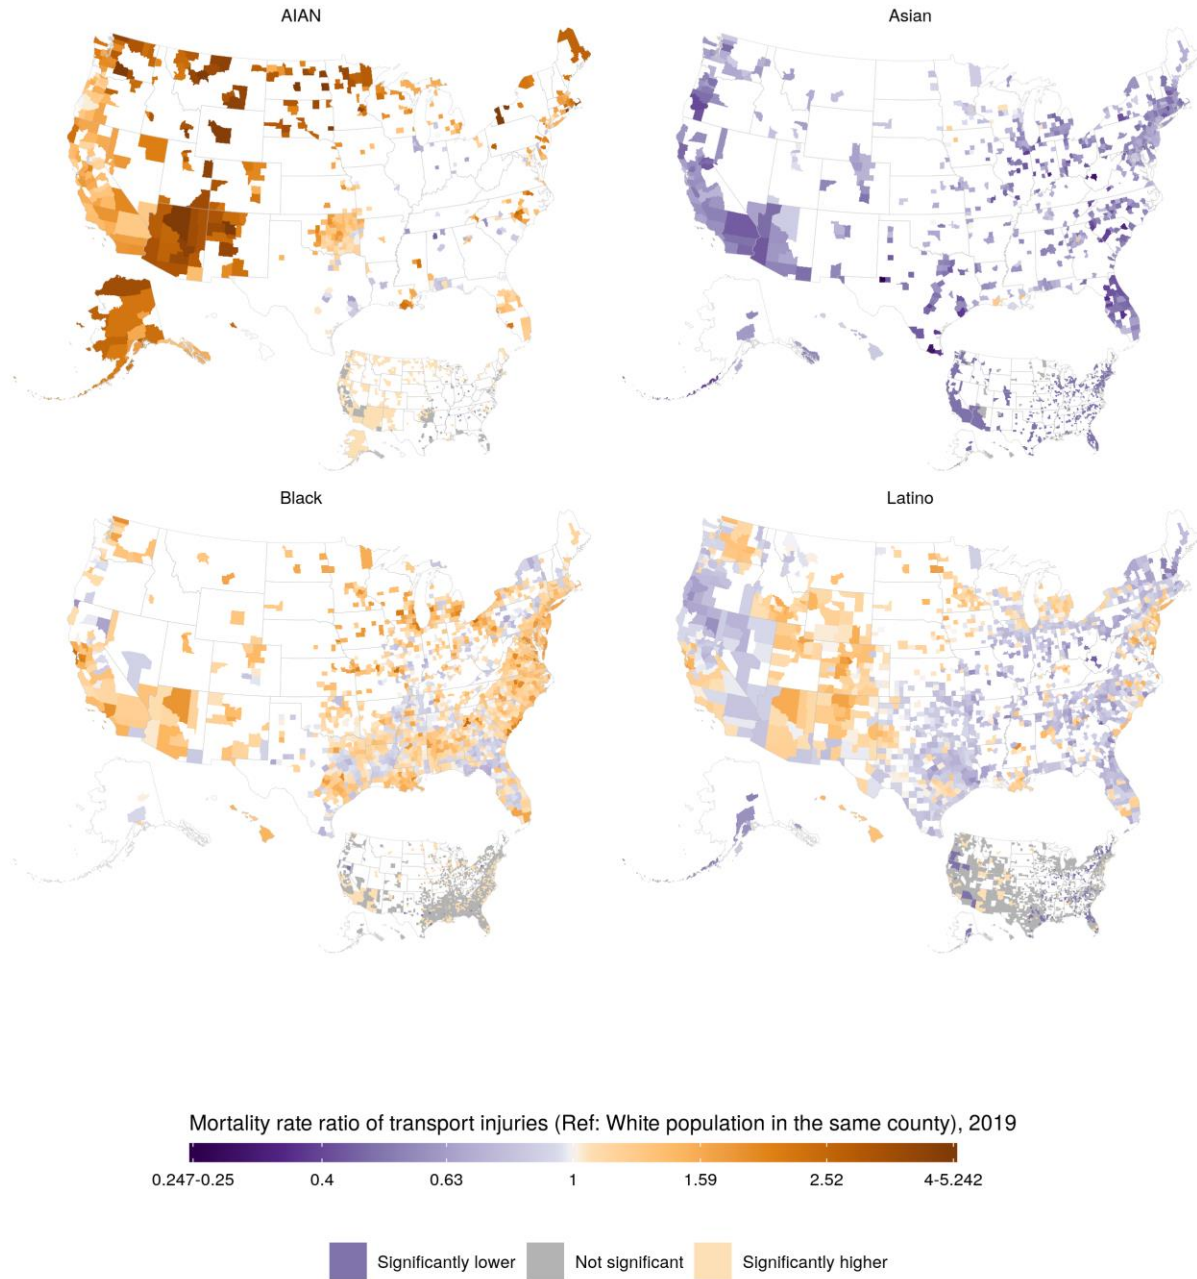 AIAN
Asian
Black
Latino
Mortality rate ratio of transport injuries (Ref: White population in the same county), 2019
0.247-0.25 0.4 0.63 1 1.59 2.52 4-5.242
Significantly lower Not significant Significantly higher